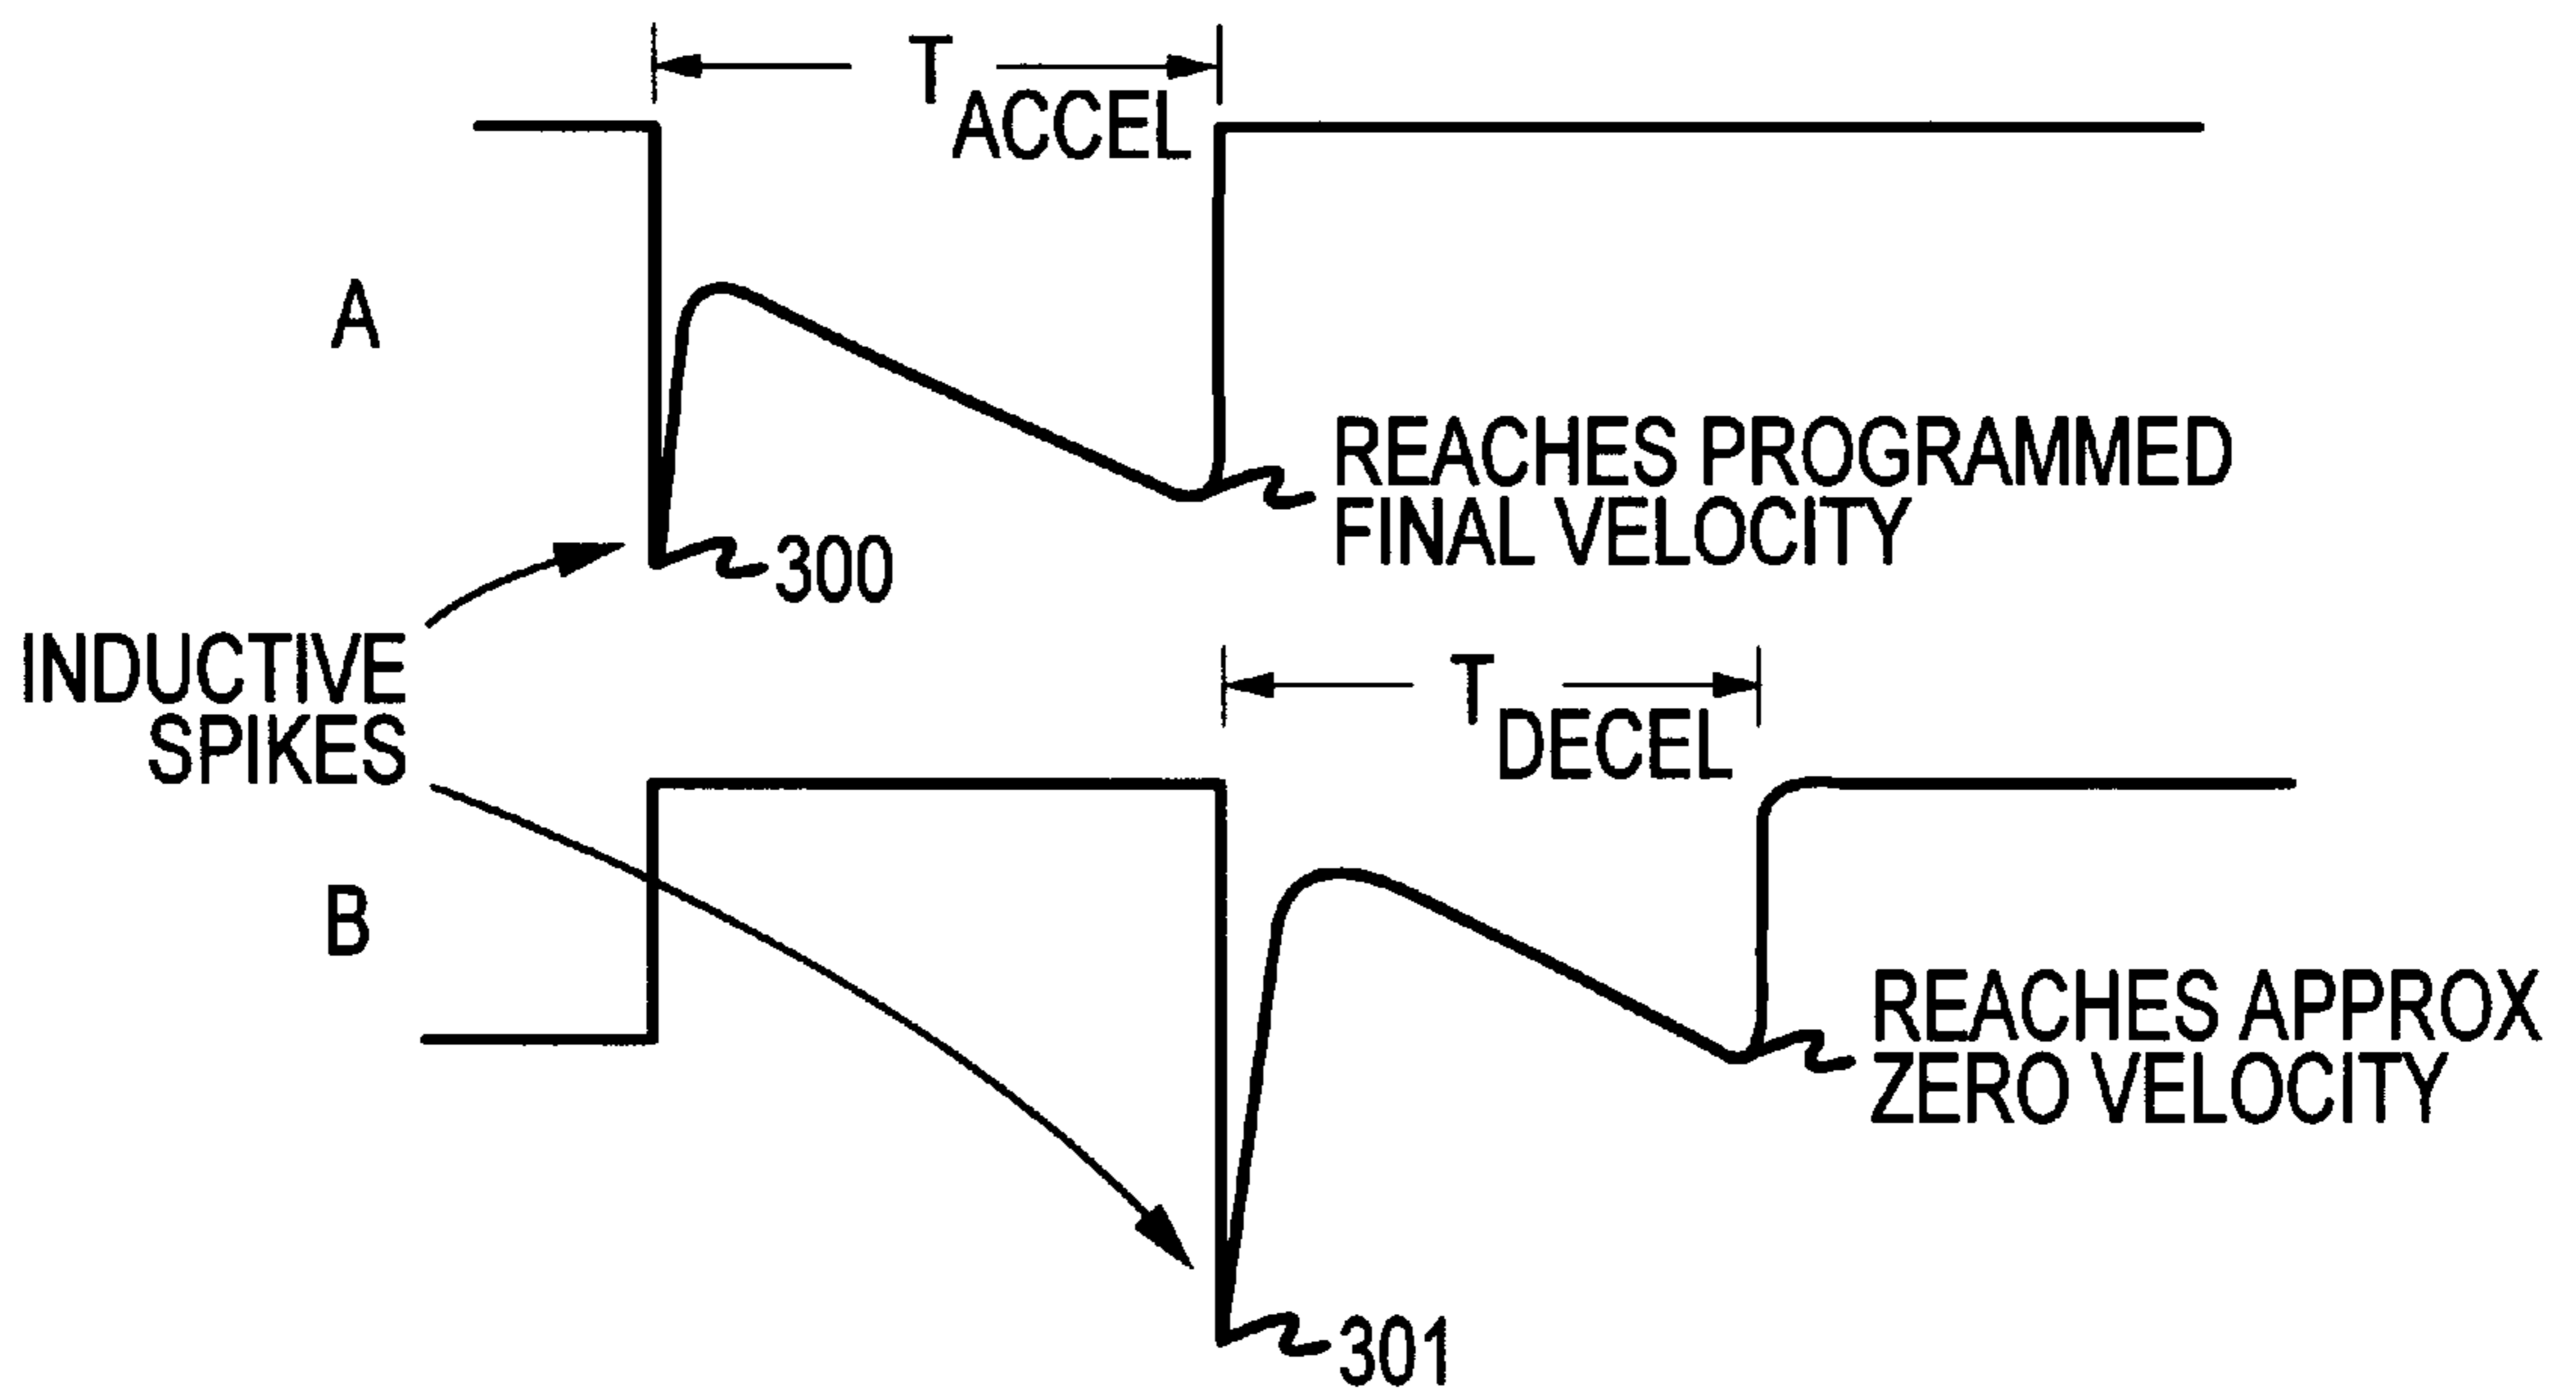 T ACCEL
A
REACHES PROGRAMMED
FINAL VELOCITY
300
INDUCTIVE
SPIKES
T DECEL
B
REACHES APPROX
ZERO VELOCITY
301